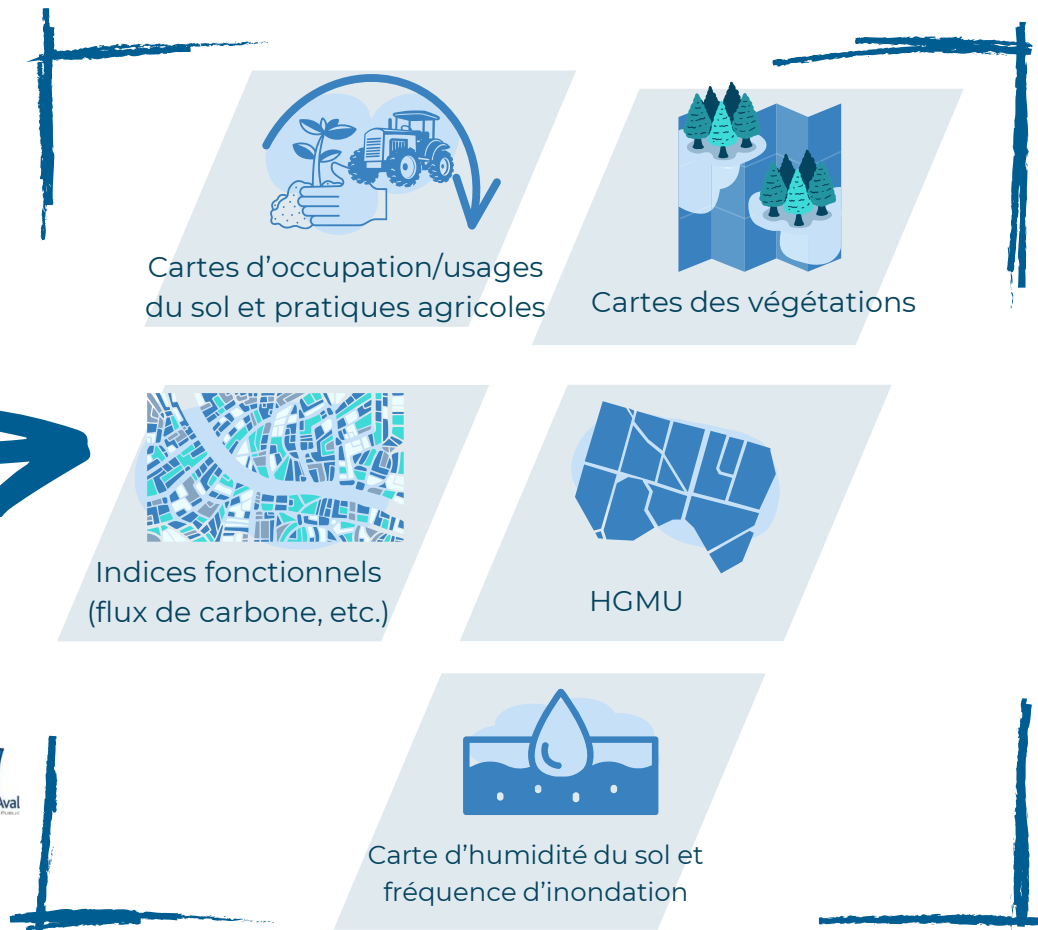 Cartes d’occupation/usages
du sol et pratiques agricoles
Cartes des végétations
Indices fonctionnels
(flux de carbone, etc.)
HGMU
Aval
Carte d’humidité du sol et
fréquence d’inondation